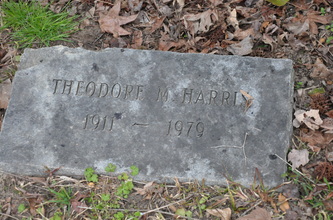 THEODORE M. HARRIS
1911 — 1979